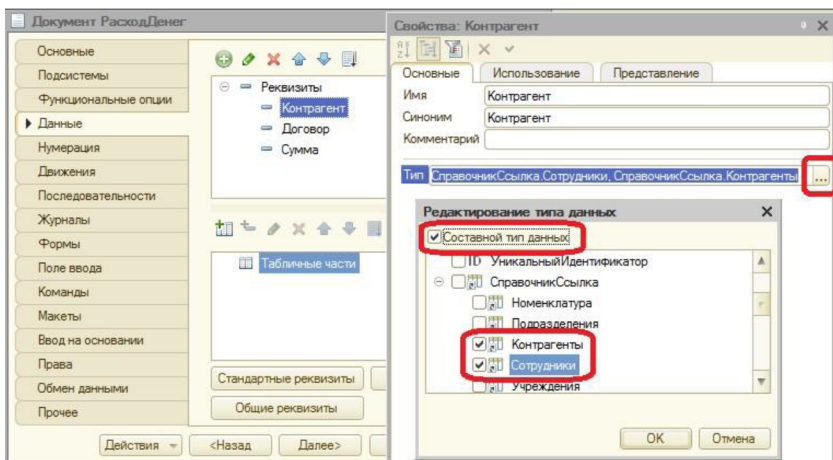 Документ РасходДенег
Основные
Подсистемы
Функциональные опции
Данные
Нумерация
Движения
Последовательности
Журналы
Формы
Поле ввода
Команды
Макеты
Ввод на основании
Права
Обмен данными
Прочее
Реквизиты
Контрагент
Договор
Сумма
Табличные части
Стандартные реквизиты
Общие реквизиты
Действия
<Назад
Далее>
Свойства: Контрагент
Основные
Использование
Представление
Имя Контрагент
Синоним Контрагент
Комментарий
Тип СправочникСсылка.Сотрудники, СправочникСсылка.Контрагенты ...
Редактирование типа данных
Составной тип данных
УникальныйИдентификатор
СправочникСсылка
Номенклатура
Подразделения
Контрагенты
Сотрудники
Учреждения
OK
Отмена